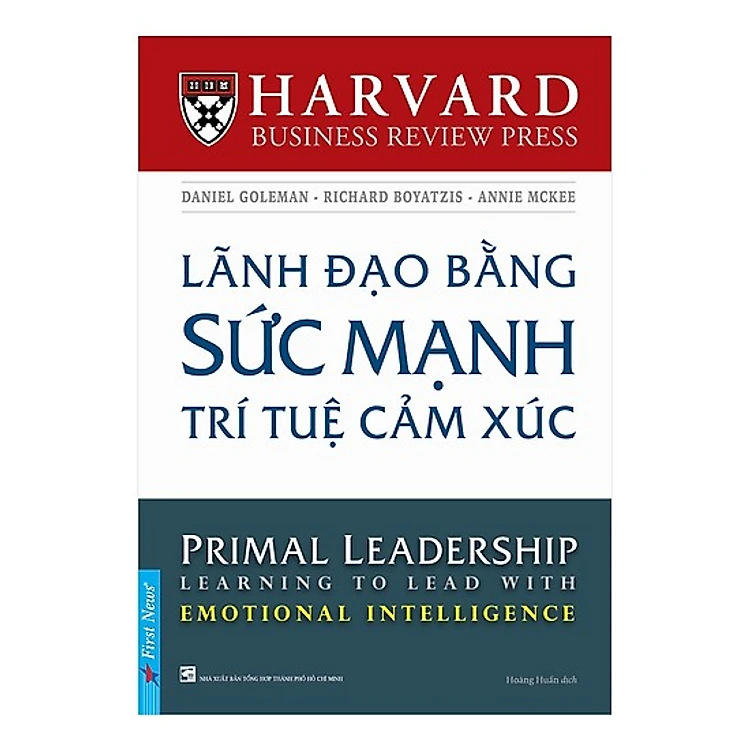 HARVARD
BUSINESS REVIEW PRESS
DANIEL GOLEMAN - RICHARD BOYATZIS - ANNIE MCKEE
LÃNH ĐẠO BẰNG
SỨC MẠNH
TRÍ TUỆ CẢM XÚC
PRIMAL LEADERSHIP
LEARNING TO LEAD WITH
EMOTIONAL INTELLIGENCE
First News
NHÀ XUẤT BẢN TỔNG HỢP THÀNH PHỐ HỒ CHÍ MINH
Hoàng Huấn dịch